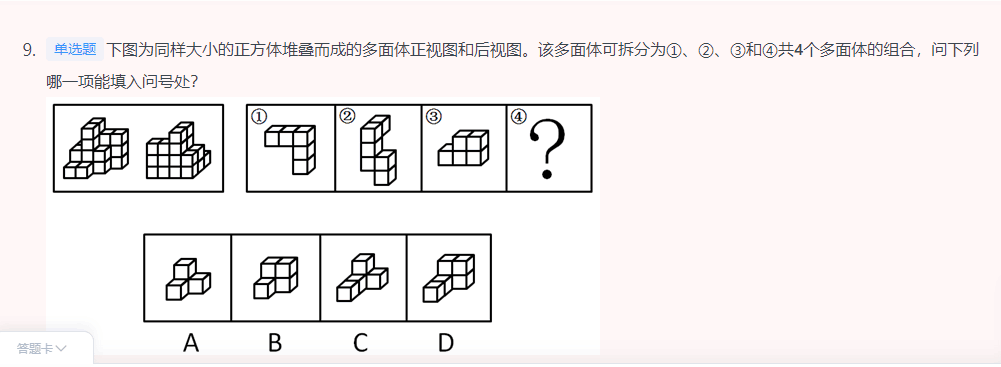 9. 单选题 下图为同样大小的正方体堆叠而成的多面体正视图和后视图。该多面体可拆分为①、②、③和④共4个多面体的组合，问下列
哪一项能填入问号处？
① ② ③ ④ ?
A B C D
答题卡